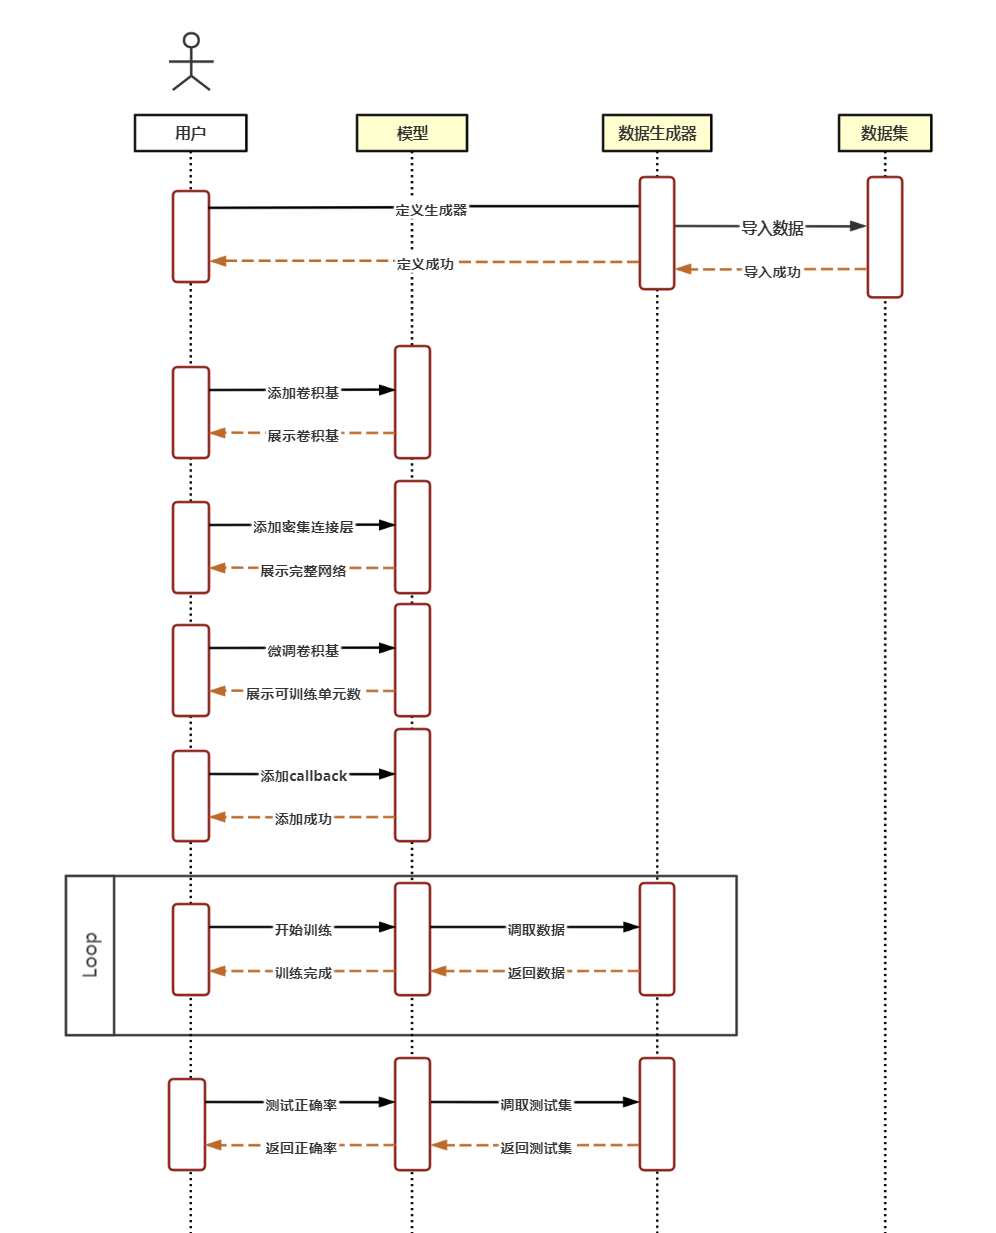 用户
模型
数据生成器
数据集
定义生成器
导入数据
定义成功
导入成功
添加卷积基
展示卷积基
添加密集连接层
展示完整网络
微调卷积基
展示可训练单元数
添加callback
添加成功
Loop
开始训练
调取数据
训练完成
返回数据
测试正确率
调取测试集
返回正确率
返回测试集